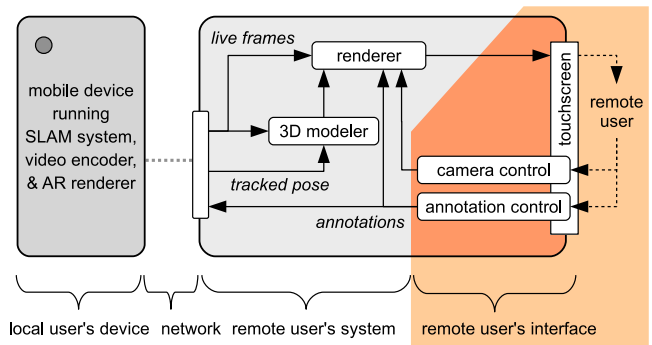 mobile device
running
SLAM system,
video encoder,
& AR renderer
live frames
renderer
3D modeler
tracked pose
annotations
touchscreen
remote
user
camera control
annotation control
local user's device
network
remote user's system
remote user's interface